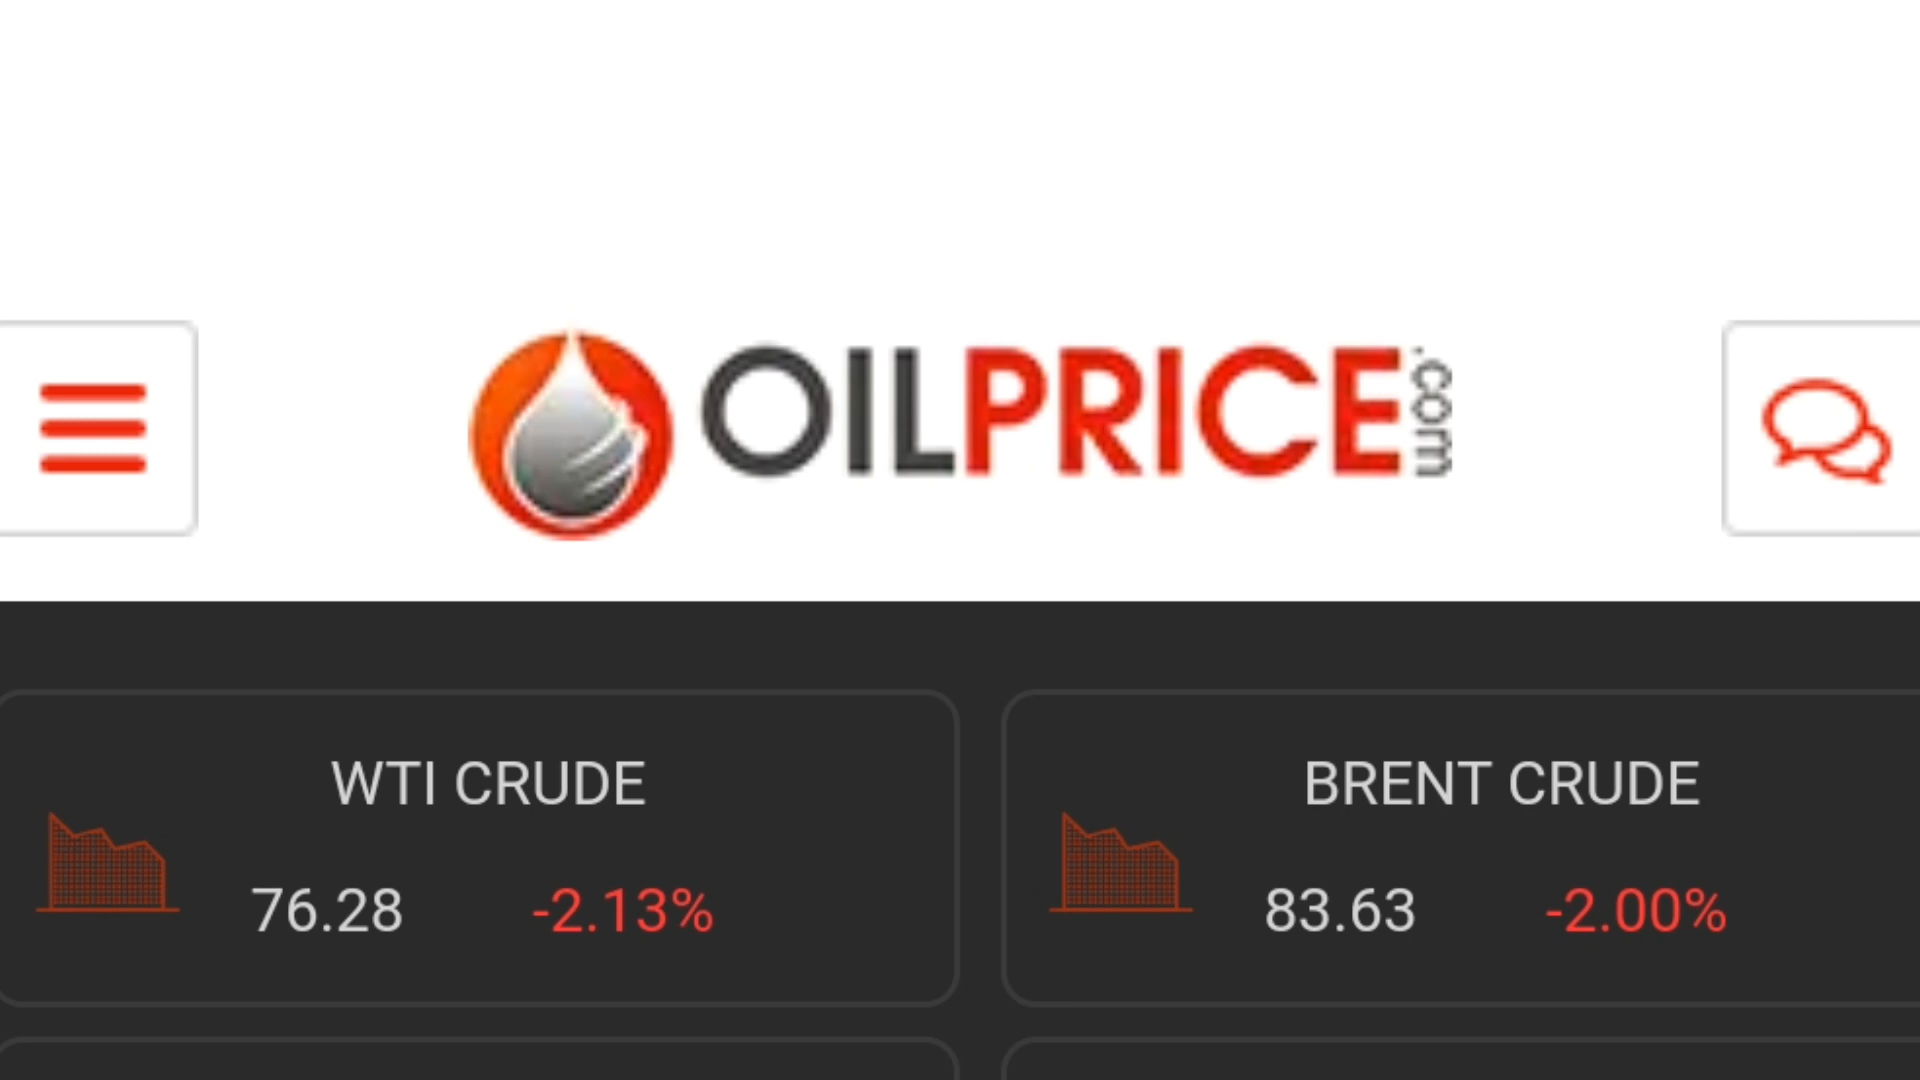 OILPRICE.com
WTI CRUDE
76.28 -2.13%
BRENT CRUDE
83.63 -2.00%